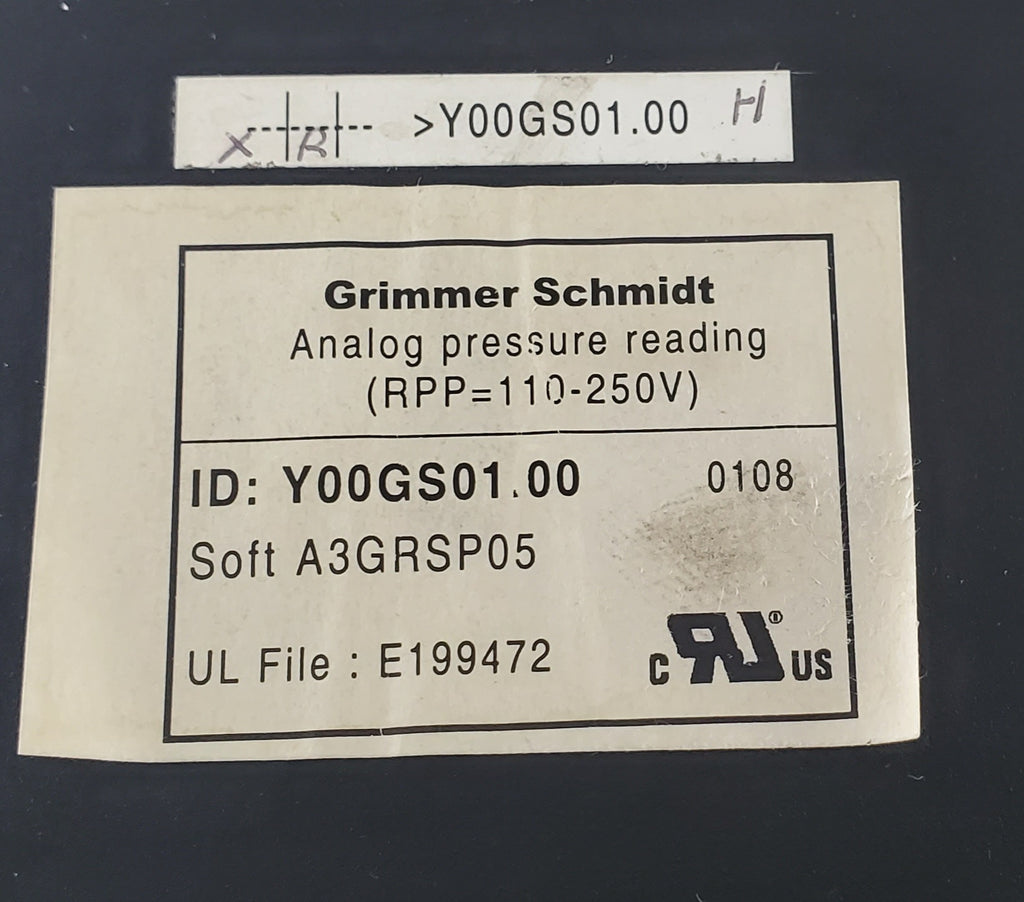 X R >Y00GS01.00 H
Grimmer Schmidt
Analog pressure reading
(RPP=110-250V)
ID: Y00GS01.00 0108
Soft A3GRSP05
UL File : E199472
c RU® US